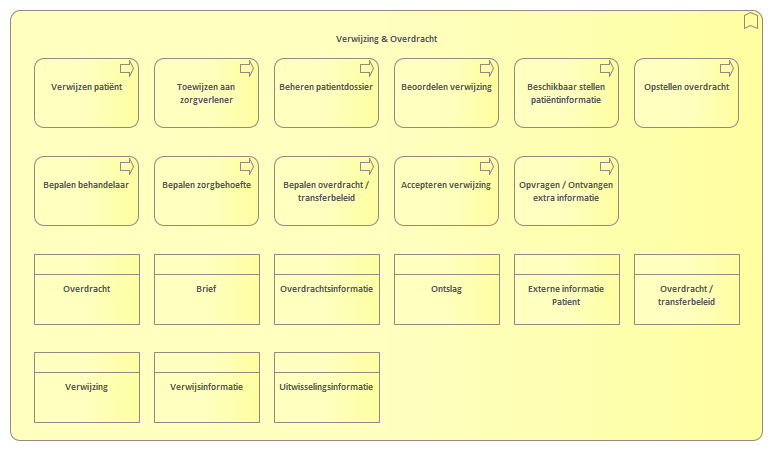 Verwijzing & Overdracht
Verwijzen patiënt
Toewijzen aan
zorgverlener
Beheren patientdossier
Beoordelen verwijzing
Beschikbaar stellen
patiëntinformatie
Opstellen overdracht
Bepalen behandelaar
Bepalen zorgbehoefte
Bepalen overdracht /
transferbeleid
Accepteren verwijzing
Opvragen / Ontvangen
extra informatie
Overdracht
Brief
Overdrachtsinformatie
Ontslag
Externe informatie
Patient
Overdracht /
transferbeleid
Verwijzing
Verwijsinformatie
Uitwisselingsinformatie